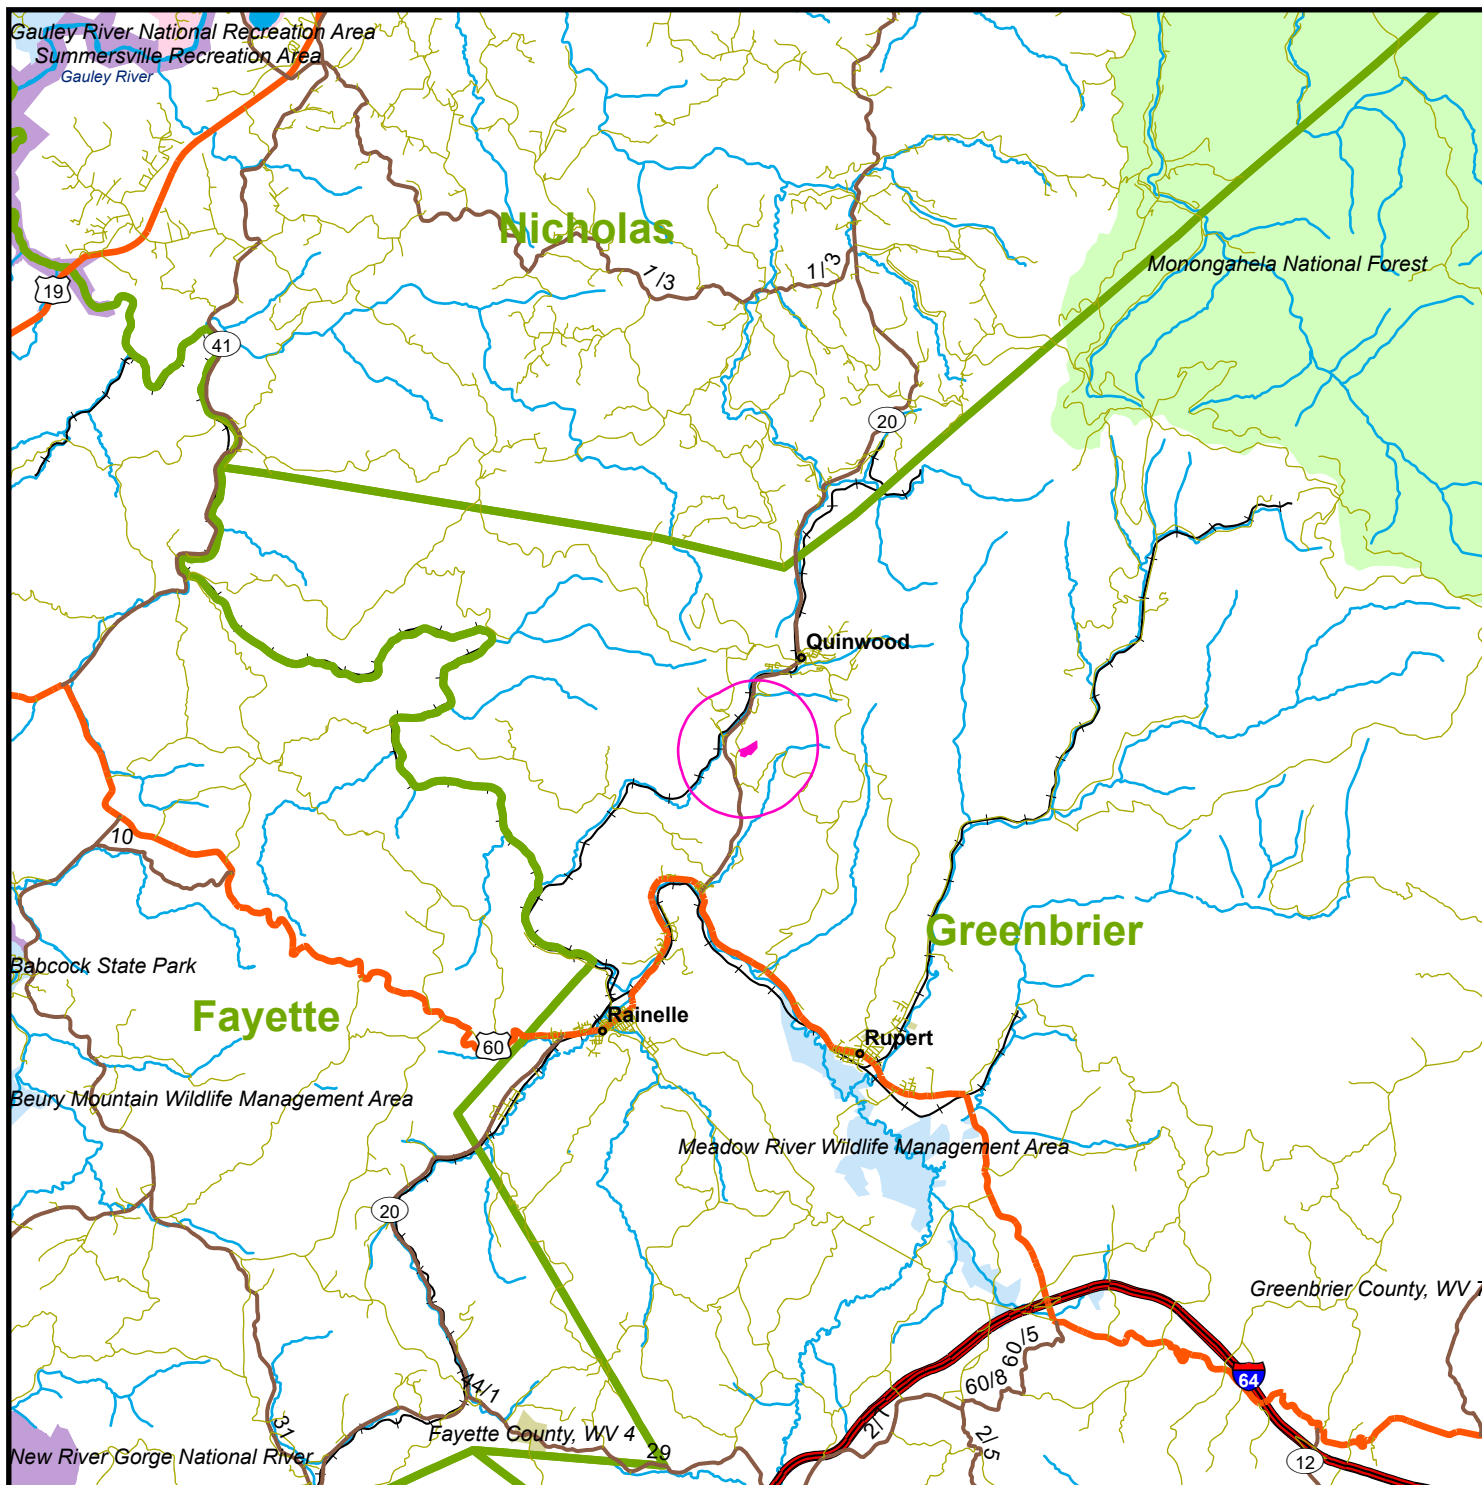 Gauley River National Recreation Area
Summersville Recreation Area
Gauley River
Nicholas
1/3
1/3
Monongahela National Forest
19
41
20
Quinwood
10
Greenbrier
Babcock State Park
Fayette
Rainelle
60
Rupert
Beury Mountain Wildlife Management Area
Meadow River Wildlife Management Area
20
Greenbrier County, WV 7
60/5
60/8
64
44/1
2/1
31
Fayette County, WV 4
29
2/5
New River Gorge National River
12